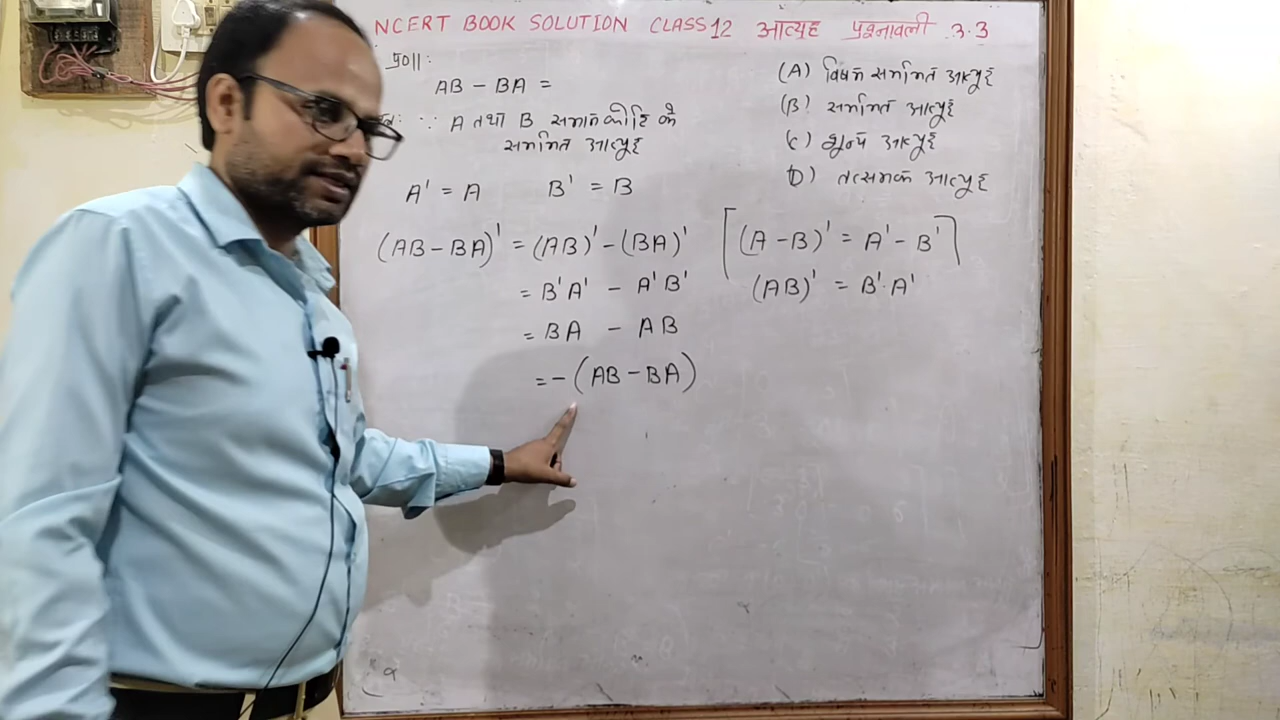 NCERT BOOK SOLUTION CLASS 12 आव्यूह प्रश्नावली 3.3
प्र०11:
AB - BA =
∵ A तथा B समान कोटि के
सममित आव्यूह
A' = A B' = B
(AB - BA)' = (AB)' - (BA)'
= B'A' - A'B'
= BA - AB
= - (AB - BA)
(A) विषम सममित आव्यूह
(B) सममित आव्यूह
(C) शून्य आव्यूह
(D) तत्समक आव्यूह
[(A - B)' = A' - B']
(AB)' = B'·A'